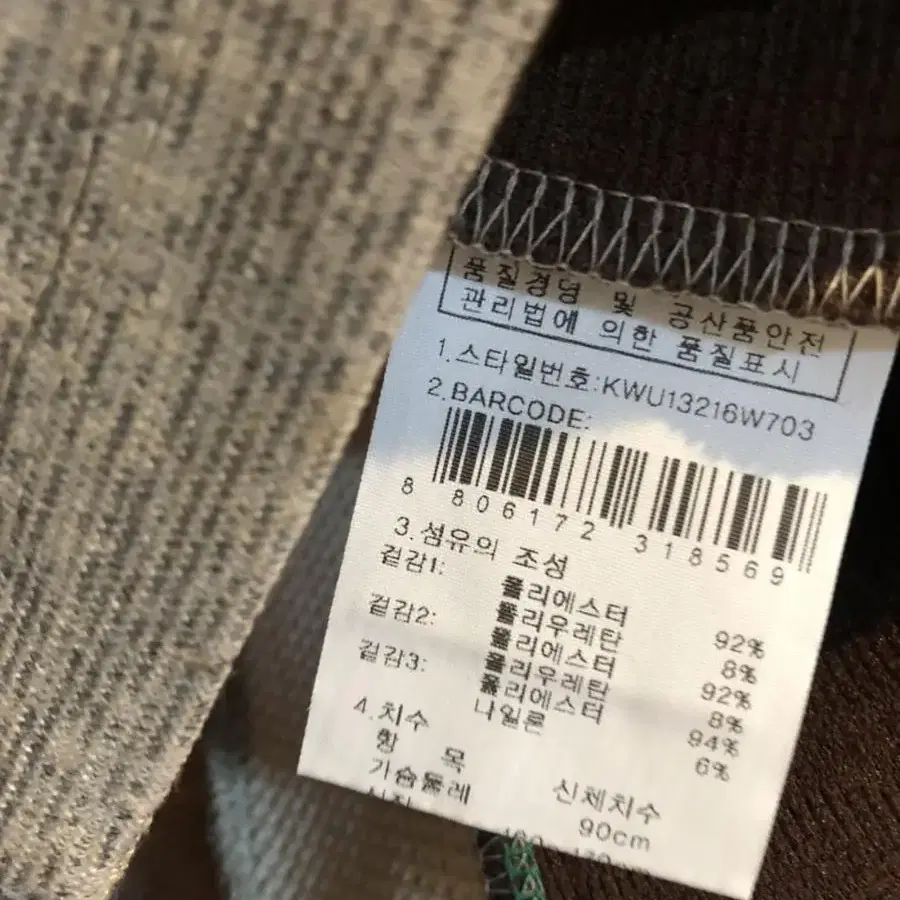 품질경영 및 공산품안전
관리법에 의한 품질표시
1.스타일번호:KWU13216W703
2.BARCODE:
8 806172 318569
3.섬유의 조성
겉감1: 폴리에스터 92%
폴리우레탄 8%
겉감2: 폴리에스터 92%
폴리우레탄 8%
겉감3: 폴리에스터 94%
나일론 6%
4.치수
항 목 신체치수
가슴둘레 90cm